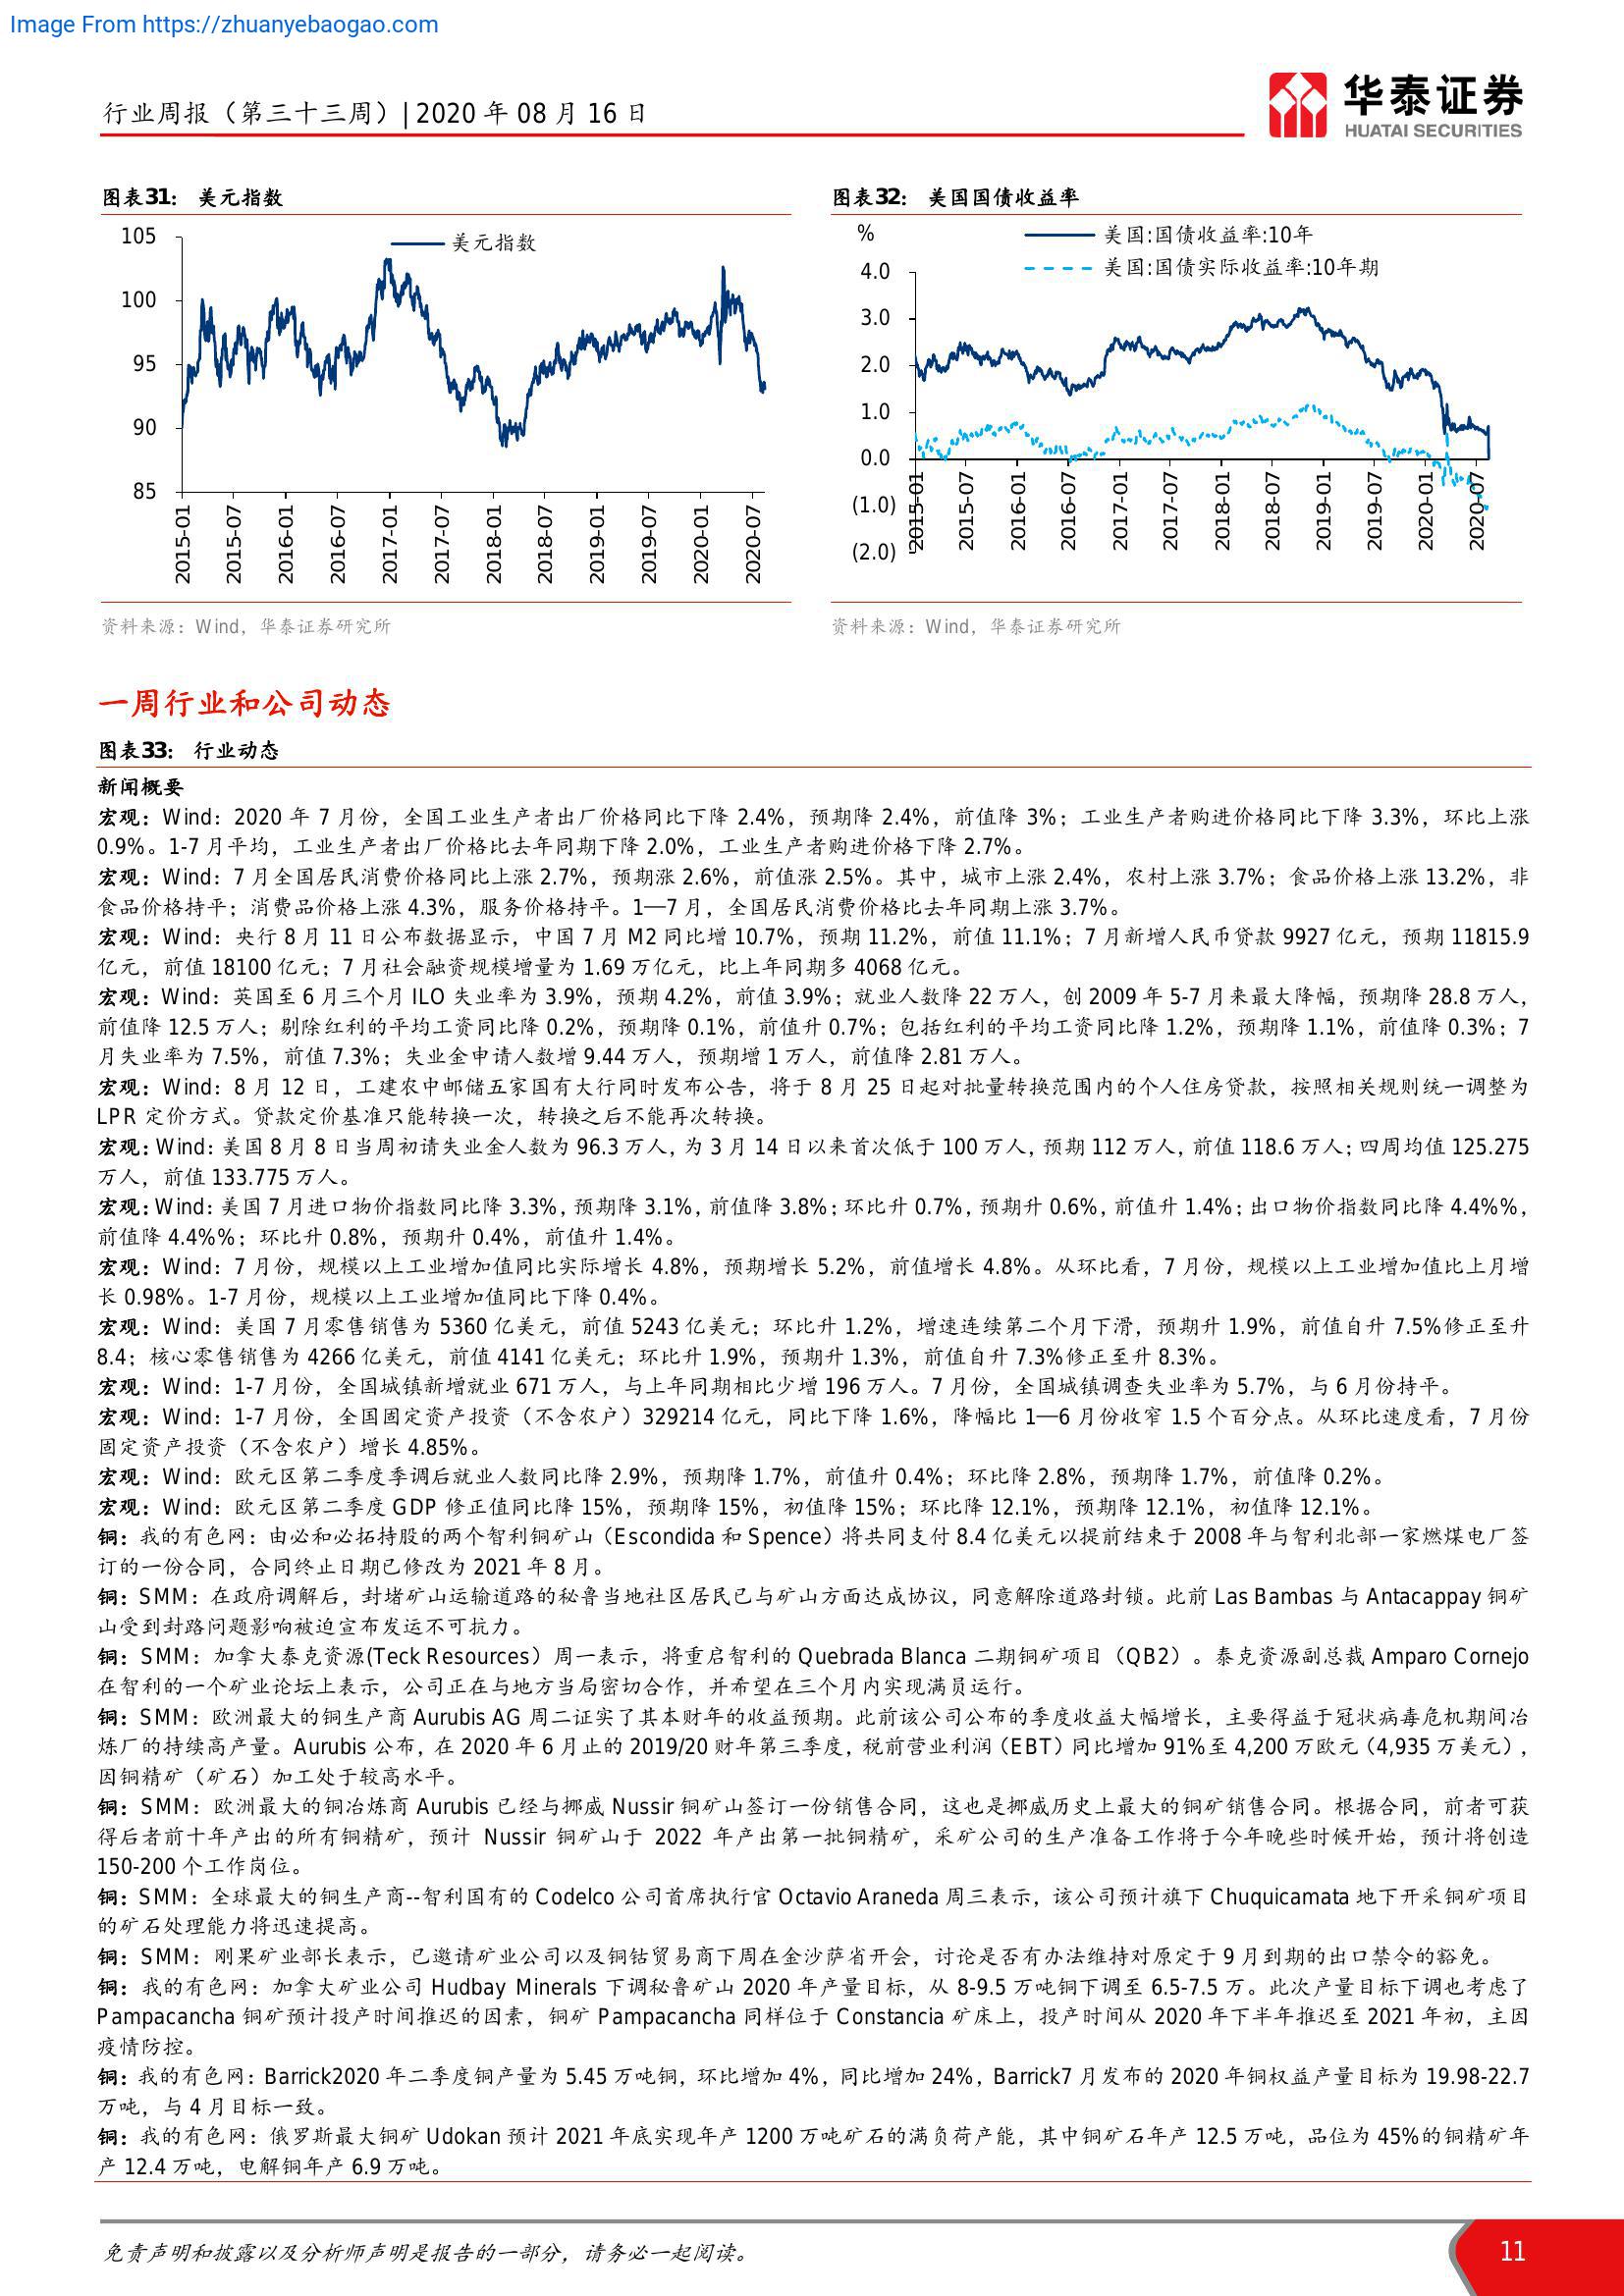 Image From https://zhuanyebaogao.com
行业周报（第三十三周）| 2020 年 08 月 16 日
华泰证券
HUATAI SECURITIES
图表31： 美元指数
美元指数
105
100
95
90
85
2015-01
2015-07
2016-01
2016-07
2017-01
2017-07
2018-01
2018-07
2019-01
2019-07
2020-01
2020-07
资料来源：Wind，华泰证券研究所
图表32： 美国国债收益率
%
美国:国债收益率:10年
美国:国债实际收益率:10年期
4.0
3.0
2.0
1.0
0.0
(1.0)
(2.0)
2015-01
2015-07
2016-01
2016-07
2017-01
2017-07
2018-01
2018-07
2019-01
2019-07
2020-01
2020-07
资料来源：Wind，华泰证券研究所
一周行业和公司动态
图表33： 行业动态
新闻概要
宏观：Wind：2020 年 7 月份，全国工业生产者出厂价格同比下降 2.4%，预期降 2.4%，前值降 3%；工业生产者购进价格同比下降 3.3%，环比上涨
0.9%。1-7 月平均，工业生产者出厂价格比去年同期下降 2.0%，工业生产者购进价格下降 2.7%。
宏观：Wind：7 月全国居民消费价格同比上涨 2.7%，预期涨 2.6%，前值涨 2.5%。其中，城市上涨 2.4%，农村上涨 3.7%；食品价格上涨 13.2%，非
食品价格持平；消费品价格上涨 4.3%，服务价格持平。1—7 月，全国居民消费价格比去年同期上涨 3.7%。
宏观：Wind：央行 8 月 11 日公布数据显示，中国 7 月 M2 同比增 10.7%，预期 11.2%，前值 11.1%；7 月新增人民币贷款 9927 亿元，预期 11815.9
亿元，前值 18100 亿元；7 月社会融资规模增量为 1.69 万亿元，比上年同期多 4068 亿元。
宏观：Wind：英国至 6 月三个月 ILO 失业率为 3.9%，预期 4.2%，前值 3.9%；就业人数降 22 万人，创 2009 年 5-7 月来最大降幅，预期降 28.8 万人，
前值降 12.5 万人；剔除红利的平均工资同比降 0.2%，预期降 0.1%，前值升 0.7%；包括红利的平均工资同比降 1.2%，预期降 1.1%，前值降 0.3%；7
月失业率为 7.5%，前值 7.3%；失业金申请人数增 9.44 万人，预期增 1 万人，前值降 2.81 万人。
宏观：Wind：8 月 12 日，工建农中邮储五家国有大行同时发布公告，将于 8 月 25 日起对批量转换范围内的个人住房贷款，按照相关规则统一调整为
LPR 定价方式。贷款定价基准只能转换一次，转换之后不能再次转换。
宏观：Wind：美国 8 月 8 日当周初请失业金人数为 96.3 万人，为 3 月 14 日以来首次低于 100 万人，预期 112 万人，前值 118.6 万人；四周均值 125.275
万人，前值 133.775 万人。
宏观：Wind：美国 7 月进口物价指数同比降 3.3%，预期降 3.1%，前值降 3.8%；环比升 0.7%，预期升 0.6%，前值升 1.4%；出口物价指数同比降 4.4%%，
前值降 4.4%%；环比升 0.8%，预期升 0.4%，前值升 1.4%。
宏观：Wind：7 月份，规模以上工业增加值同比实际增长 4.8%，预期增长 5.2%，前值增长 4.8%。从环比看，7 月份，规模以上工业增加值比上月增
长 0.98%。1-7 月份，规模以上工业增加值同比下降 0.4%。
宏观：Wind：美国 7 月零售销售为 5360 亿美元，前值 5243 亿美元；环比升 1.2%，增速连续第二个月下滑，预期升 1.9%，前值自升 7.5%修正至升
8.4；核心零售销售为 4266 亿美元，前值 4141 亿美元；环比升 1.9%，预期升 1.3%，前值自升 7.3%修正至升 8.3%。
宏观：Wind：1-7 月份，全国城镇新增就业 671 万人，与上年同期相比少增 196 万人。7 月份，全国城镇调查失业率为 5.7%，与 6 月份持平。
宏观：Wind：1-7 月份，全国固定资产投资（不含农户）329214 亿元，同比下降 1.6%，降幅比 1—6 月份收窄 1.5 个百分点。从环比速度看，7 月份
固定资产投资（不含农户）增长 4.85%。
宏观：Wind：欧元区第二季度季调后就业人数同比降 2.9%，预期降 1.7%，前值升 0.4%；环比降 2.8%，预期降 1.7%，前值降 0.2%。
宏观：Wind：欧元区第二季度 GDP 修正值同比降 15%，预期降 15%，初值降 15%；环比降 12.1%，预期降 12.1%，初值降 12.1%。
铜：我的有色网：由必和必拓持股的两个智利铜矿山（Escondida 和 Spence）将共同支付 8.4 亿美元以提前结束于 2008 年与智利北部一家燃煤电厂签
订的一份合同，合同终止日期已修改为 2021 年 8 月。
铜：SMM：在政府调解后，封堵矿山运输道路的秘鲁当地社区居民已与矿山方面达成协议，同意解除道路封锁。此前 Las Bambas 与 Antacappay 铜矿
山受到封路问题影响被迫宣布发运不可抗力。
铜：SMM：加拿大泰克资源(Teck Resources）周一表示，将重启智利的 Quebrada Blanca 二期铜矿项目（QB2）。泰克资源副总裁 Amparo Cornejo
在智利的一个矿业论坛上表示，公司正在与地方当局密切合作，并希望在三个月内实现满员运行。
铜：SMM：欧洲最大的铜生产商 Aurubis AG 周二证实了其本财年的收益预期。此前该公司公布的季度收益大幅增长，主要得益于冠状病毒危机期间冶
炼厂的持续高产量。Aurubis 公布，在 2020 年 6 月止的 2019/20 财年第三季度，税前营业利润（EBT）同比增加 91%至 4,200 万欧元（4,935 万美元），
因铜精矿（矿石）加工处于较高水平。
铜：SMM：欧洲最大的铜冶炼商 Aurubis 已经与挪威 Nussir 铜矿山签订一份销售合同，这也是挪威历史上最大的铜矿销售合同。根据合同，前者可获
得后者前十年产出的所有铜精矿，预计 Nussir 铜矿山于 2022 年产出第一批铜精矿，采矿公司的生产准备工作将于今年晚些时候开始，预计将创造
150-200 个工作岗位。
铜：SMM：全球最大的铜生产商--智利国有的 Codelco 公司首席执行官 Octavio Araneda 周三表示，该公司预计旗下 Chuquicamata 地下开采铜矿项目
的矿石处理能力将迅速提高。
铜：SMM：刚果矿业部长表示，已邀请矿业公司以及铜钴贸易商下周在金沙萨省开会，讨论是否有办法维持对原定于 9 月到期的出口禁令的豁免。
铜：我的有色网：加拿大矿业公司 Hudbay Minerals 下调秘鲁矿山 2020 年产量目标，从 8-9.5 万吨铜下调至 6.5-7.5 万。此次产量目标下调也考虑了
Pampacancha 铜矿预计投产时间推迟的因素，铜矿 Pampacancha 同样位于 Constancia 矿床上，投产时间从 2020 年下半年推迟至 2021 年初，主因
疫情防控。
铜：我的有色网：Barrick2020 年二季度铜产量为 5.45 万吨铜，环比增加 4%，同比增加 24%，Barrick7 月发布的 2020 年铜权益产量目标为 19.98-22.7
万吨，与 4 月目标一致。
铜：我的有色网：俄罗斯最大铜矿 Udokan 预计 2021 年底实现年产 1200 万吨矿石的满负荷产能，其中铜矿石年产 12.5 万吨，品位为 45%的铜精矿年
产 12.4 万吨，电解铜年产 6.9 万吨。
免责声明和披露以及分析师声明是报告的一部分，请务必一起阅读。
11